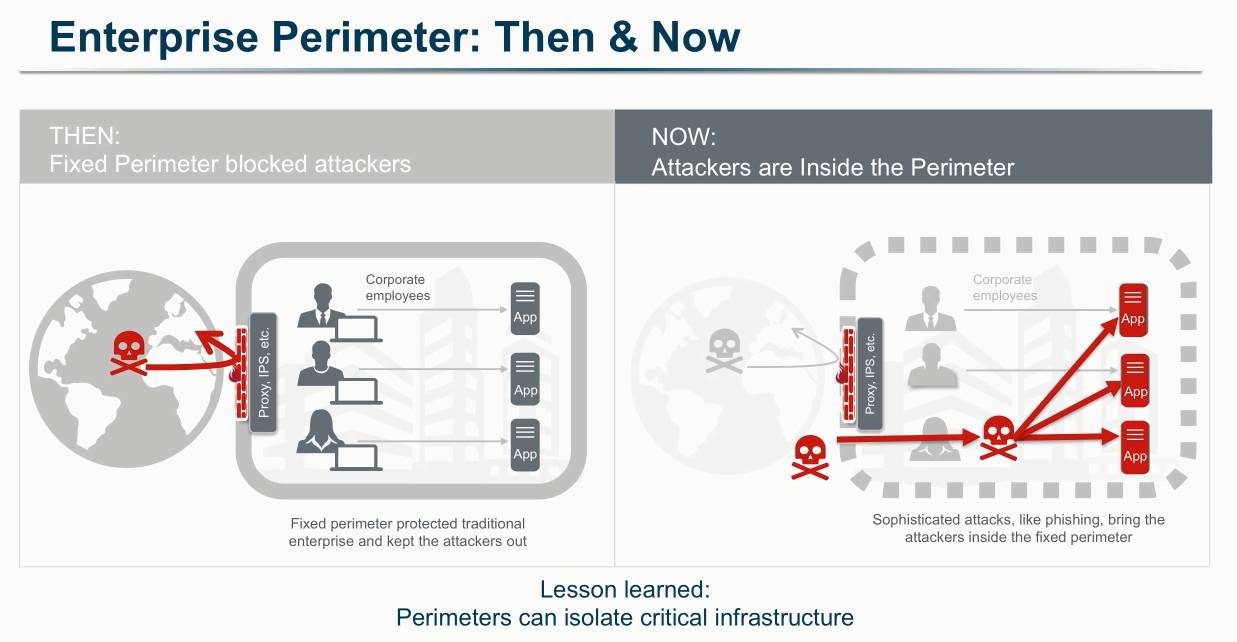 Enterprise Perimeter: Then & Now
THEN:
Fixed Perimeter blocked attackers
Corporate
employees
App
App
App
Proxy, IPS, etc.
Fixed perimeter protected traditional
enterprise and kept the attackers out
NOW:
Attackers are Inside the Perimeter
Corporate
employees
App
App
App
Proxy, IPS, etc.
Sophisticated attacks, like phishing, bring the
attackers inside the fixed perimeter
Lesson learned:
Perimeters can isolate critical infrastructure